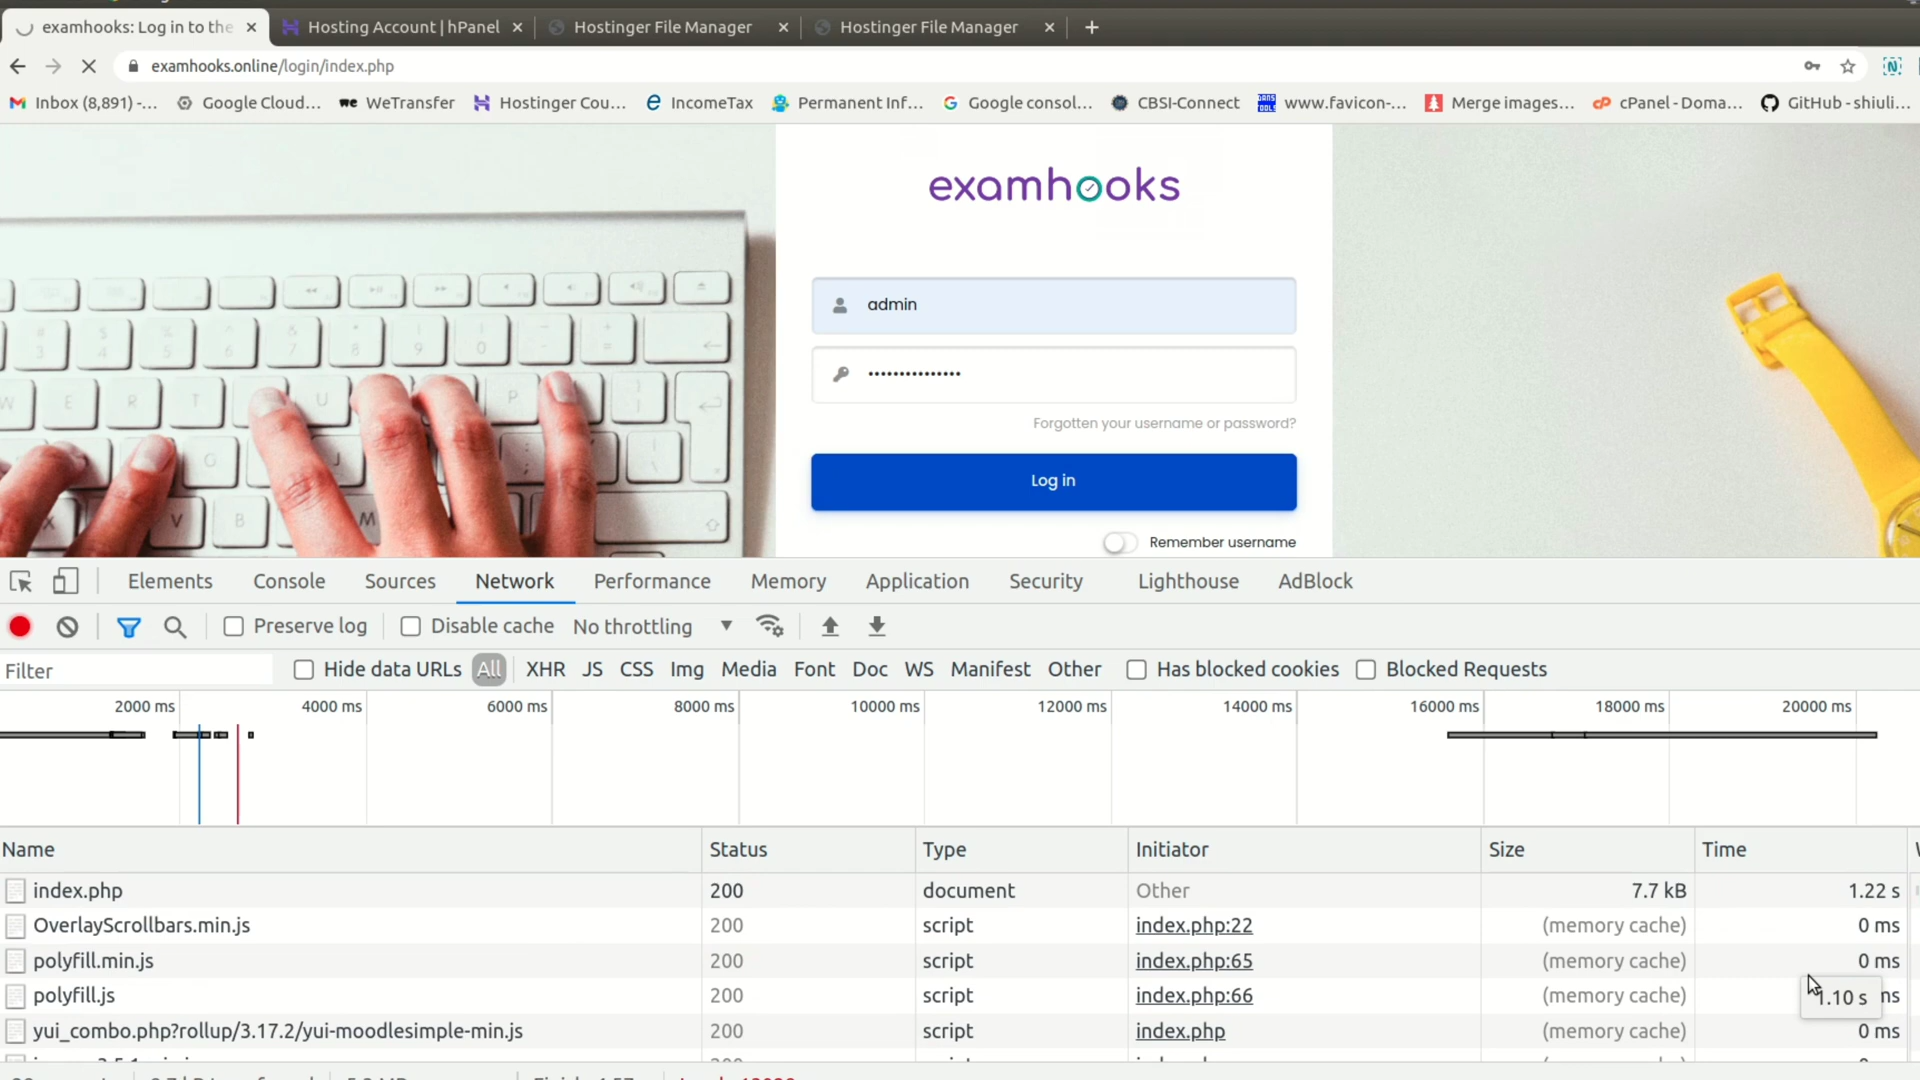 examhooks: Log in to the
Hosting Account | hPanel
Hostinger File Manager
Hostinger File Manager
examhooks.online/login/index.php
Inbox (8,891) -...
Google Cloud...
WeTransfer
Hostinger Cou...
IncomeTax
Permanent Inf...
Google consol...
CBSI-Connect
www.favicon-...
Merge images...
cPanel - Doma...
GitHub - shiuli...
examhooks
admin
Forgotten your username or password?
Log in
Remember username
Elements Console Sources Network Performance Memory Application Security Lighthouse AdBlock
Preserve log Disable cache No throttling
Filter Hide data URLs All XHR JS CSS Img Media Font Doc WS Manifest Other Has blocked cookies Blocked Requests
2000 ms 4000 ms 6000 ms 8000 ms 10000 ms 12000 ms 14000 ms 16000 ms 18000 ms 20000 ms
Name Status Type Initiator Size Time
index.php 200 document Other 7.7 kB 1.22 s
OverlayScrollbars.min.js 200 script index.php:22 (memory cache) 0 ms
polyfill.min.js 200 script index.php:65 (memory cache) 0 ms
polyfill.js 200 script index.php:66 (memory cache) ms
1.10 s
yui_combo.php?rollup/3.17.2/yui-moodlesimple-min.js 200 script index.php (memory cache) 0 ms